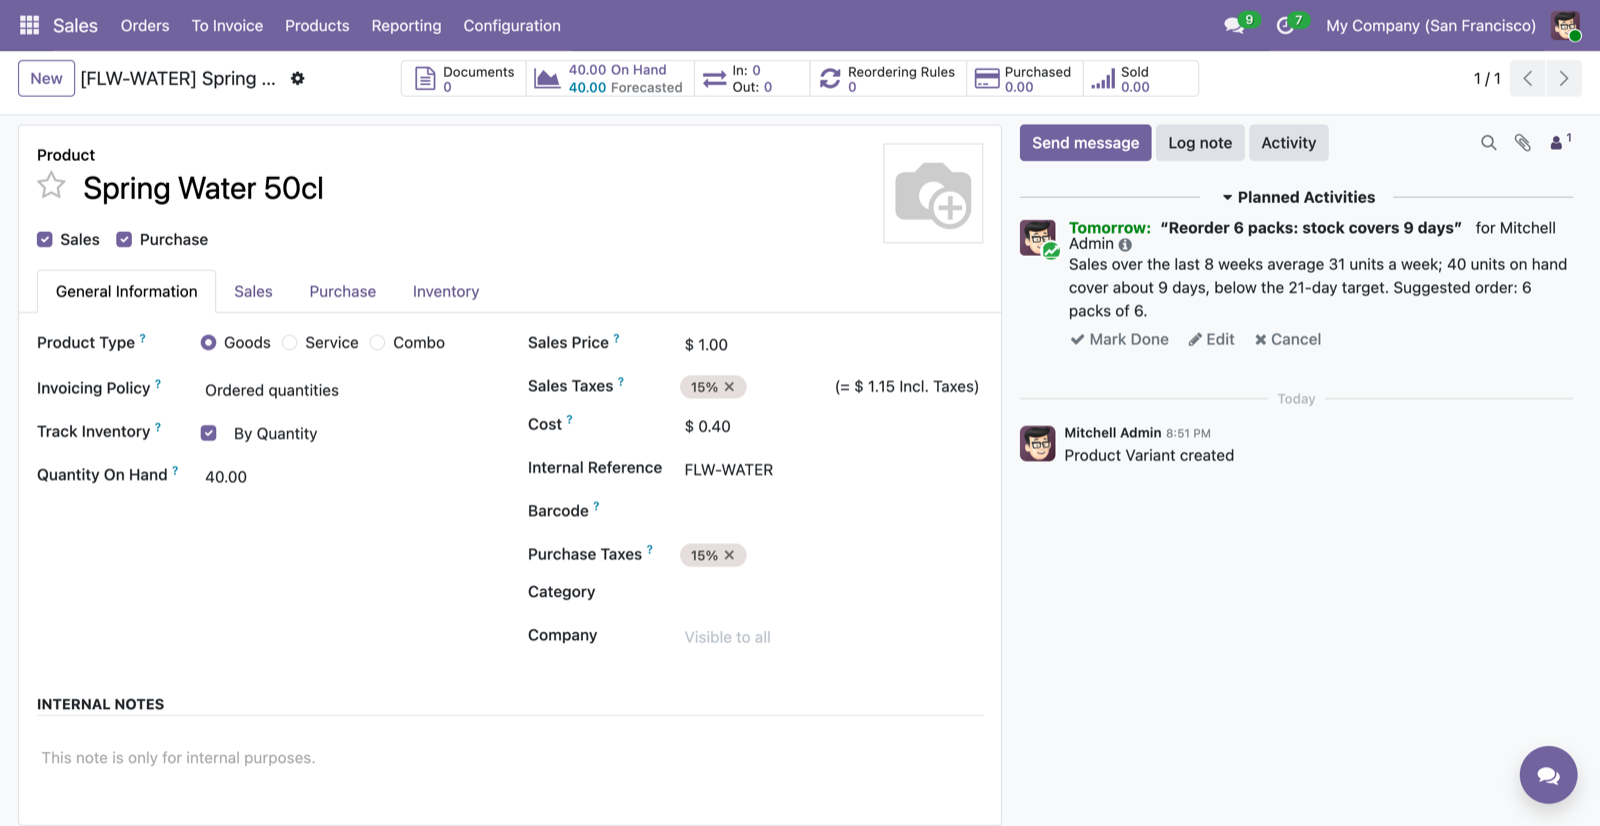 Sales Orders To Invoice Products Reporting Configuration 9 7 My Company (San Francisco)
New [FLW-WATER] Spring ... Documents 0 40.00 On Hand 40.00 Forecasted In: 0 Out: 0 Reordering Rules 0 Purchased 0.00 Sold 0.00 1 / 1
Product
Spring Water 50cl
Sales Purchase
General Information Sales Purchase Inventory
Product Type ? Goods Service Combo
Invoicing Policy ? Ordered quantities
Track Inventory ? By Quantity
Quantity On Hand ? 40.00
Sales Price ? $ 1.00
Sales Taxes ? 15% (= $ 1.15 Incl. Taxes)
Cost ? $ 0.40
Internal Reference FLW-WATER
Barcode ?
Purchase Taxes ? 15%
Category
Company Visible to all
INTERNAL NOTES
This note is only for internal purposes.
Send message Log note Activity 1
Planned Activities
Tomorrow: “Reorder 6 packs: stock covers 9 days” for Mitchell
Admin
Sales over the last 8 weeks average 31 units a week; 40 units on hand
cover about 9 days, below the 21-day target. Suggested order: 6
packs of 6.
Mark Done Edit Cancel
Today
Mitchell Admin 8:51 PM
Product Variant created